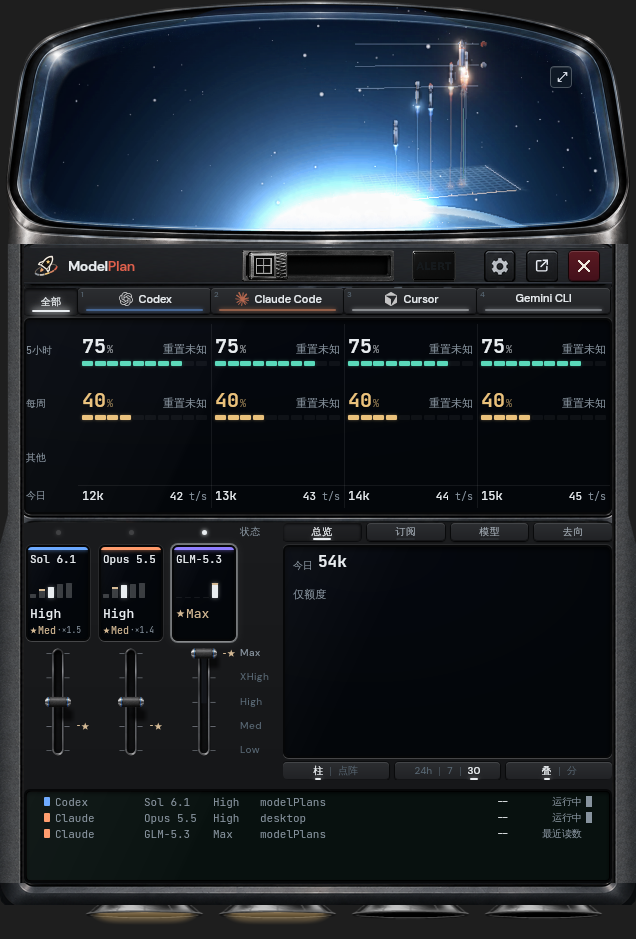 ModelPlan
ALERT
全部
1 Codex
2 Claude Code
3 Cursor
4 Gemini CLI
5小时 75% 重置未知 75% 重置未知 75% 重置未知 75% 重置未知
每周 40% 重置未知 40% 重置未知 40% 重置未知 40% 重置未知
其他
今日 12k 42 t/s 13k 43 t/s 14k 44 t/s 15k 45 t/s
状态
总览 订阅 模型 去向
Sol 6.1
High
★Med·×1.5
Opus 5.5
High
★Med·×1.4
GLM-5.3
★Max
-★ Max
XHigh
High
-★ -★ Med
Low
今日 54k
仅额度
柱 | 点阵
24h | 7 | 30
叠 | 分
Codex Sol 6.1 High modelPlans -- 运行中
Claude Opus 5.5 High desktop -- 运行中
Claude GLM-5.3 Max modelPlans -- 最近读数